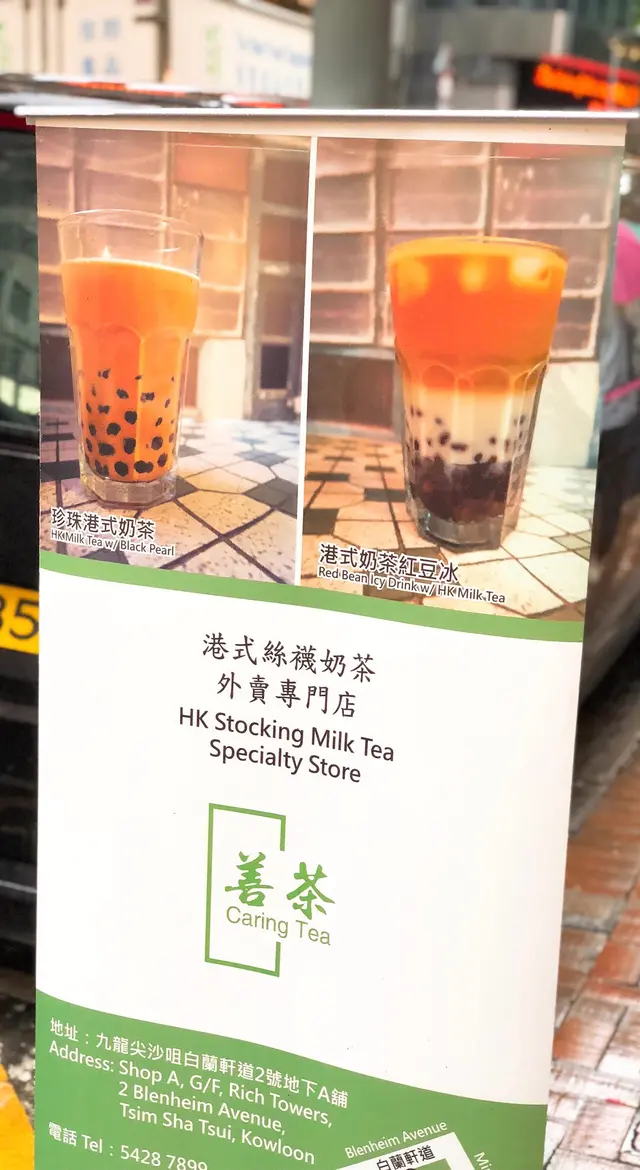 珍珠港式奶茶
HK Milk Tea w/ Black Pearl
港式奶茶紅豆冰
Red Bean Icy Drink w/ HK Milk Tea
港式絲襪奶茶
外賣專門店
HK Stocking Milk Tea
Specialty Store
善茶
Caring Tea
地址：九龍尖沙咀白蘭軒道2號地下A舖
Address: Shop A, G/F, Rich Towers,
2 Blenheim Avenue,
Tsim Sha Tsui, Kowloon
電話 Tel : 5428 7899
Blenheim Avenue
白蘭軒道
35